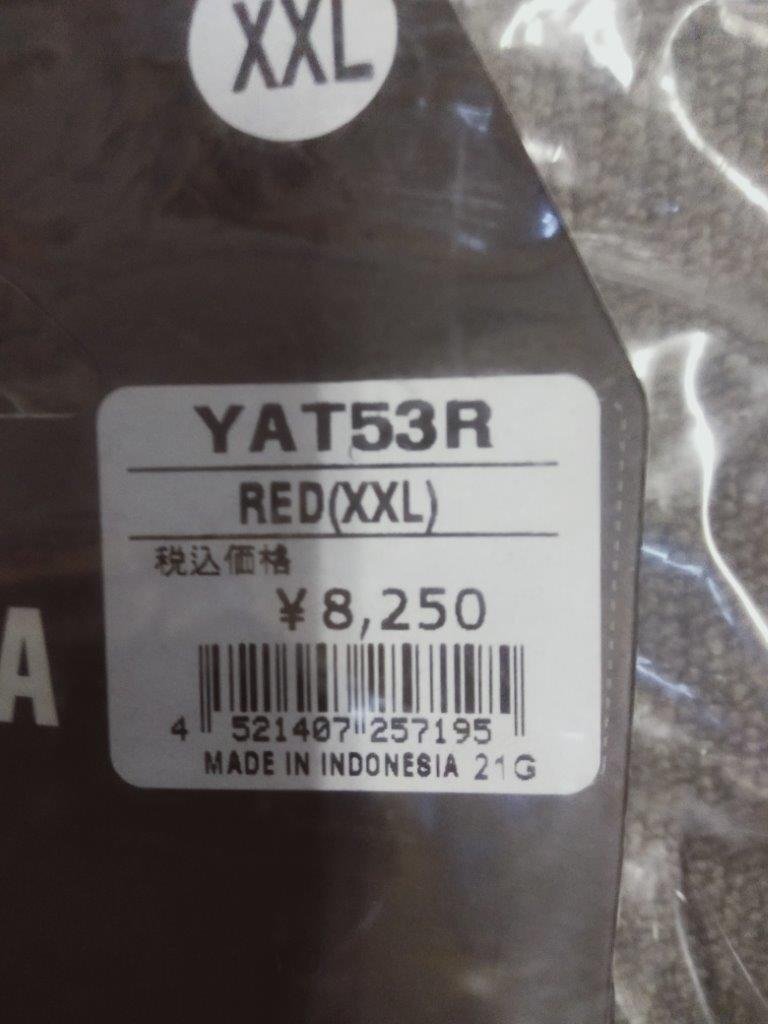 XXL
YAT53R
RED(XXL)
税込価格
¥8,250
A
4 521407 257195
MADE IN INDONESIA 21G